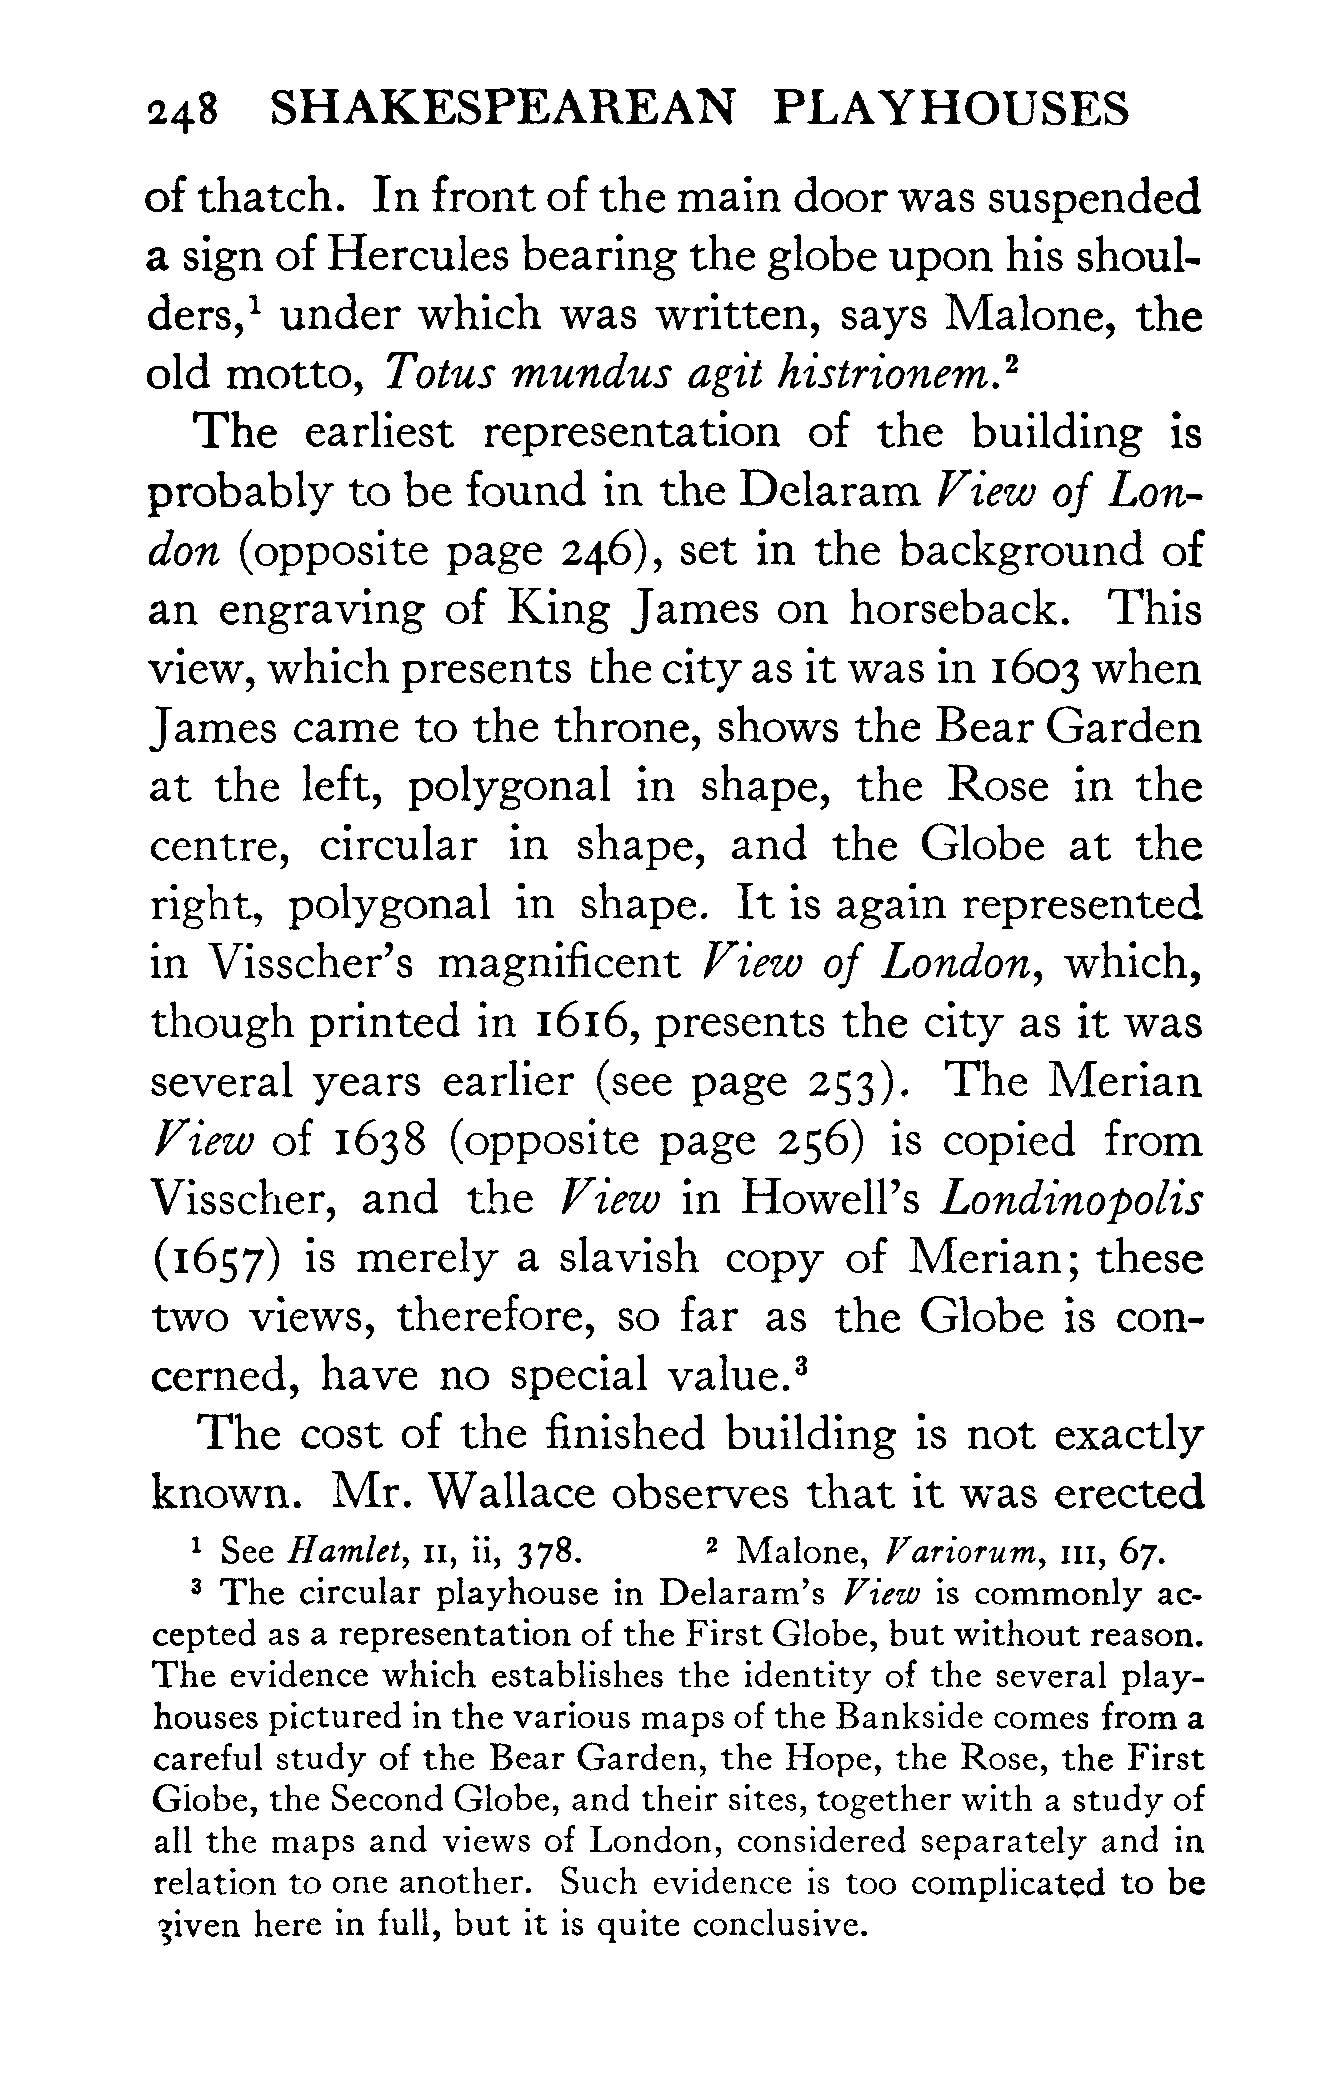 248 SHAKESPEAREAN PLAYHOUSES
of thatch. In front of the main door was suspended
a sign of Hercules bearing the globe upon his shoul-
ders,¹ under which was written, says Malone, the
old motto, Totus mundus agit histrionem.²
The earliest representation of the building is
probably to be found in the Delaram View of Lon-
don (opposite page 246), set in the background of
an engraving of King James on horseback. This
view, which presents the city as it was in 1603 when
James came to the throne, shows the Bear Garden
at the left, polygonal in shape, the Rose in the
centre, circular in shape, and the Globe at the
right, polygonal in shape. It is again represented
in Visscher's magnificent View of London, which,
though printed in 1616, presents the city as it was
several years earlier (see page 253). The Merian
View of 1638 (opposite page 256) is copied from
Visscher, and the View in Howell's Londinopolis
(1657) is merely a slavish copy of Merian; these
two views, therefore, so far as the Globe is con-
cerned, have no special value.³
The cost of the finished building is not exactly
known. Mr. Wallace observes that it was erected
¹ See Hamlet, II, ii, 378. ² Malone, Variorum, III, 67.
³ The circular playhouse in Delaram's View is commonly ac-
cepted as a representation of the First Globe, but without reason.
The evidence which establishes the identity of the several play-
houses pictured in the various maps of the Bankside comes from a
careful study of the Bear Garden, the Hope, the Rose, the First
Globe, the Second Globe, and their sites, together with a study of
all the maps and views of London, considered separately and in
relation to one another. Such evidence is too complicated to be
given here in full, but it is quite conclusive.